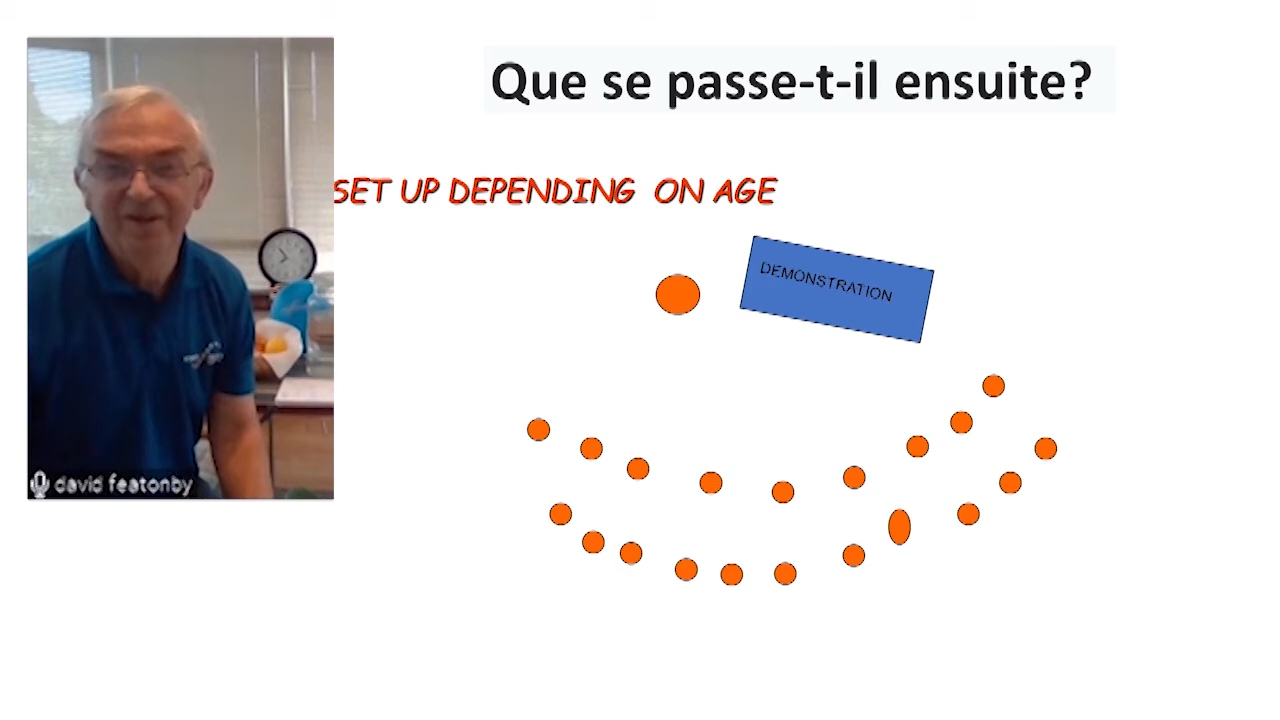 Que se passe-t-il ensuite?
SET UP DEPENDING ON AGE
DEMONSTRATION
david featonby